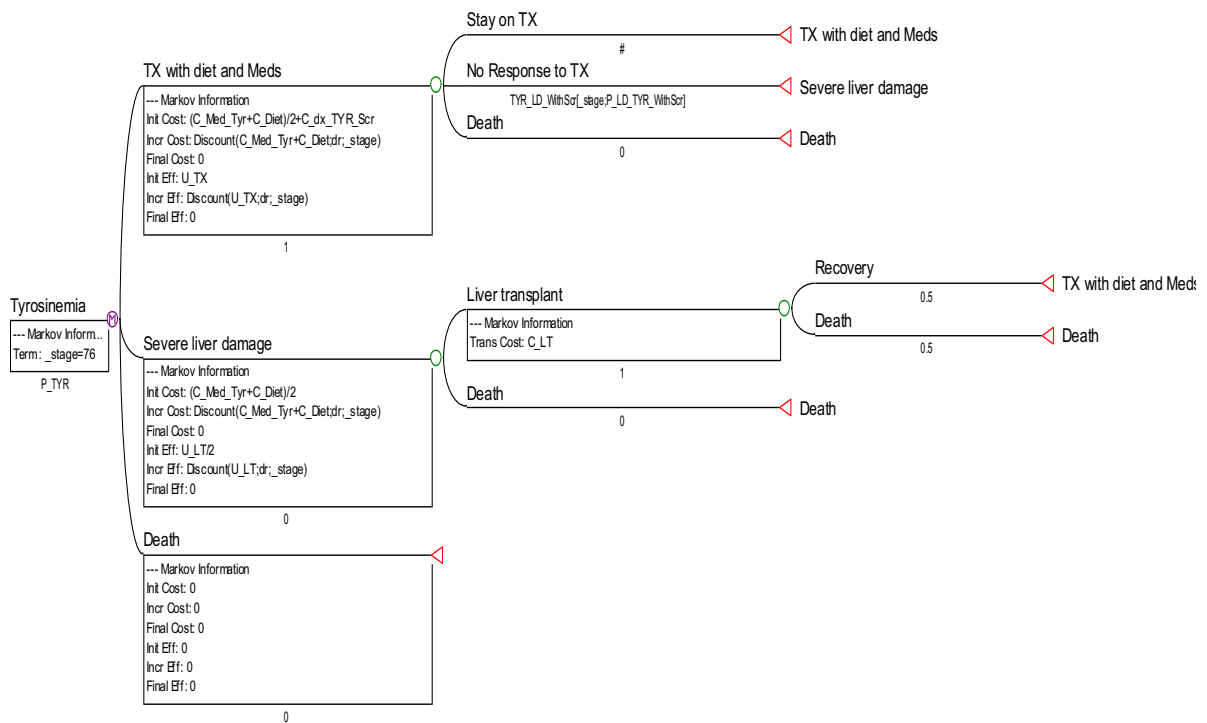 Stay on TX
TX with diet and Meds
#
TX with diet and Meds
No Response to TX
Severe liver damage
--- Markov Information
TYR_LD_WithScr[_stage;P_LD_TYR_WithScr]
Init Cost: (C_Med_Tyr+C_Diet)/2+C_dx_TYR_Scr
Death
Incr Cost: Discount(C_Med_Tyr+C_Diet;dr;_stage)
Death
Final Cost: 0
0
Init Eff: U_TX
Incr Eff: Discount(U_TX;dr;_stage)
Final Eff: 0
1
Recovery
TX with diet and Meds
Liver transplant
0.5
Tyrosinemia
Death
--- Markov Information
Death
--- Markov Inform...
Trans Cost: C_LT
0.5
Term: _stage=76
Severe liver damage
1
P_TYR
--- Markov Information
Death
Init Cost: (C_Med_Tyr+C_Diet)/2
Death
Incr Cost: Discount(C_Med_Tyr+C_Diet;dr;_stage)
0
Final Cost: 0
Init Eff: U_LT/2
Incr Eff: Discount(U_LT;dr;_stage)
Final Eff: 0
0
Death
--- Markov Information
Init Cost: 0
Incr Cost: 0
Final Cost: 0
Init Eff: 0
Incr Eff: 0
Final Eff: 0
0